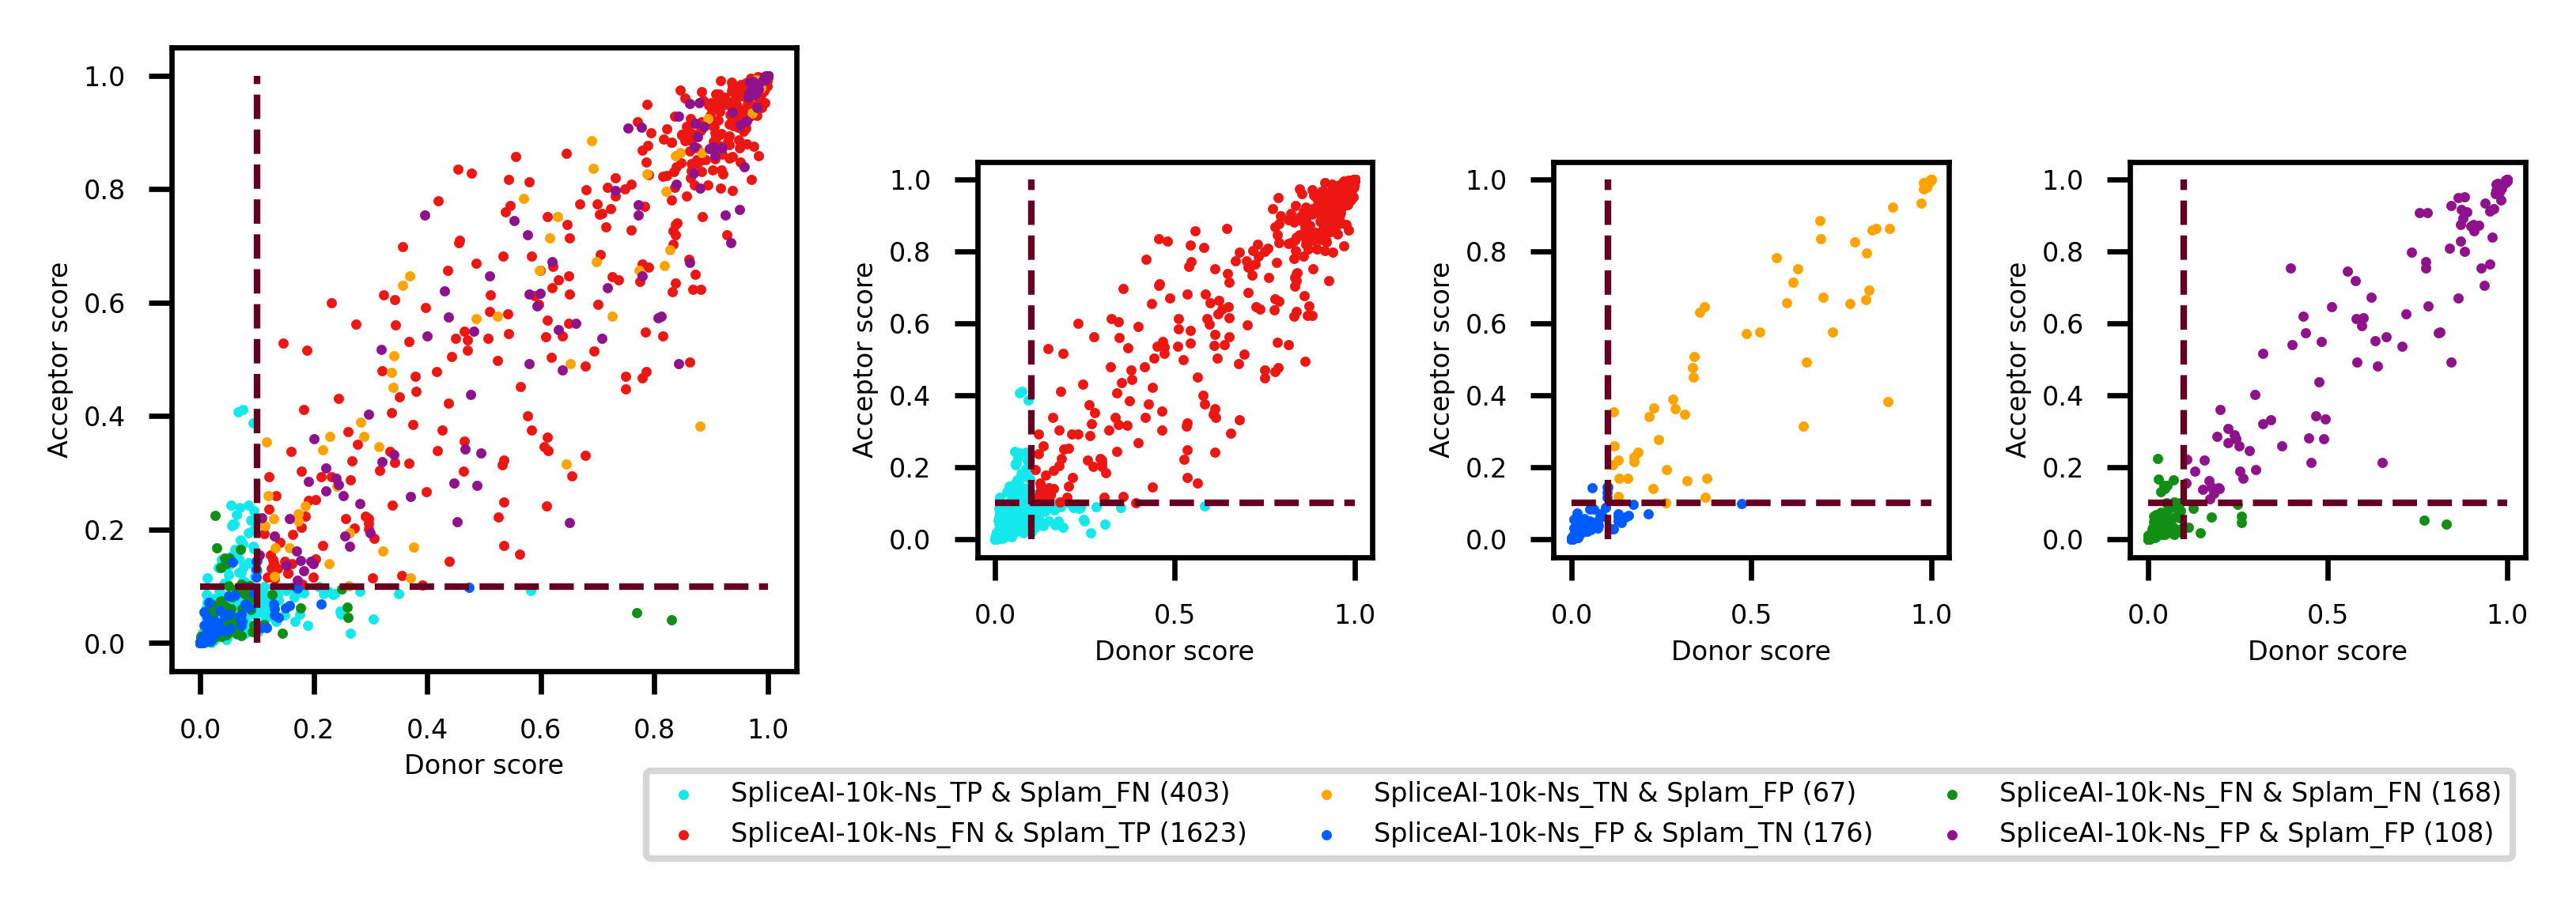 1.0
0.8
0.6
0.4
0.2
0.0
Acceptor score
0.0 0.2 0.4 0.6 0.8 1.0
Donor score
1.0
0.8
0.6
0.4
0.2
0.0
Acceptor score
0.0 0.5 1.0
Donor score
1.0
0.8
0.6
0.4
0.2
0.0
Acceptor score
0.0 0.5 1.0
Donor score
1.0
0.8
0.6
0.4
0.2
0.0
Acceptor score
0.0 0.5 1.0
Donor score
SpliceAI-10k-Ns_TP & Splam_FN (403)
SpliceAI-10k-Ns_FN & Splam_TP (1623)
SpliceAI-10k-Ns_TN & Splam_FP (67)
SpliceAI-10k-Ns_FP & Splam_TN (176)
SpliceAI-10k-Ns_FN & Splam_FN (168)
SpliceAI-10k-Ns_FP & Splam_FP (108)